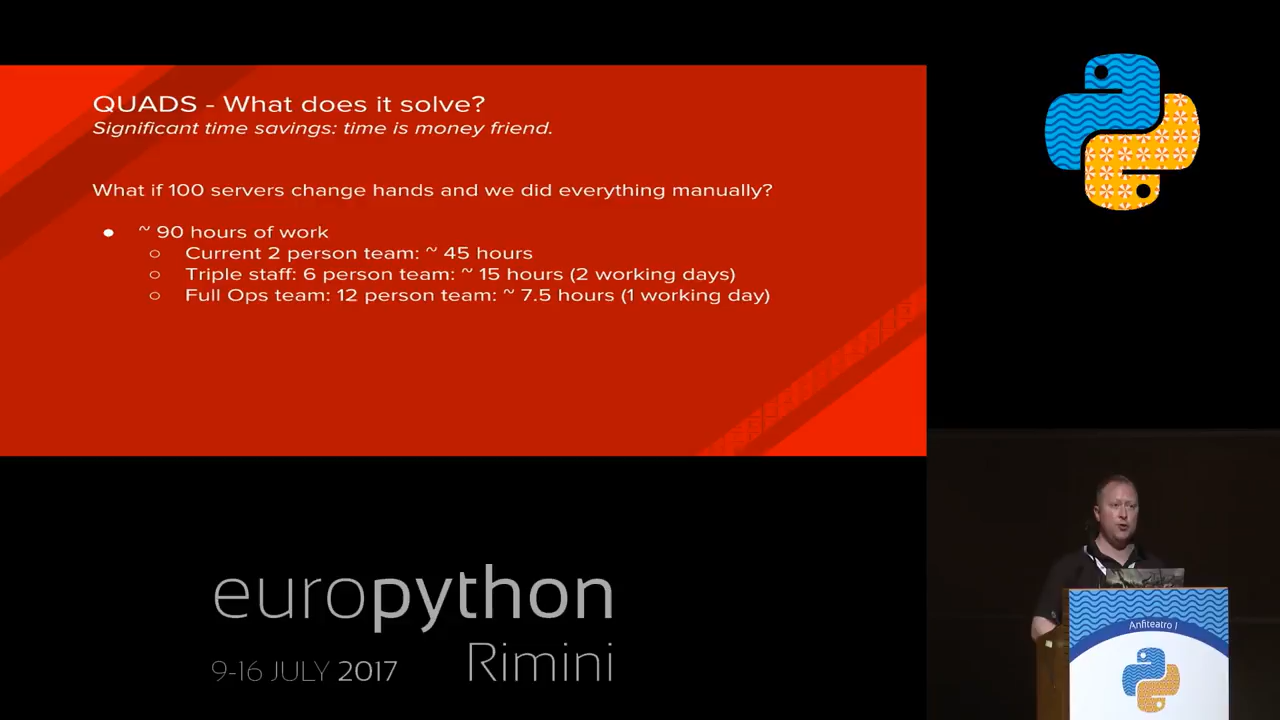 QUADS - What does it solve?
Significant time savings: time is money friend.
What if 100 servers change hands and we did everything manually?
● ~ 90 hours of work
○ Current 2 person team: ~ 45 hours
○ Triple staff: 6 person team: ~ 15 hours (2 working days)
○ Full Ops team: 12 person team: ~ 7.5 hours (1 working day)
europython
9-16 JULY 2017 Rimini
Anfiteatro I